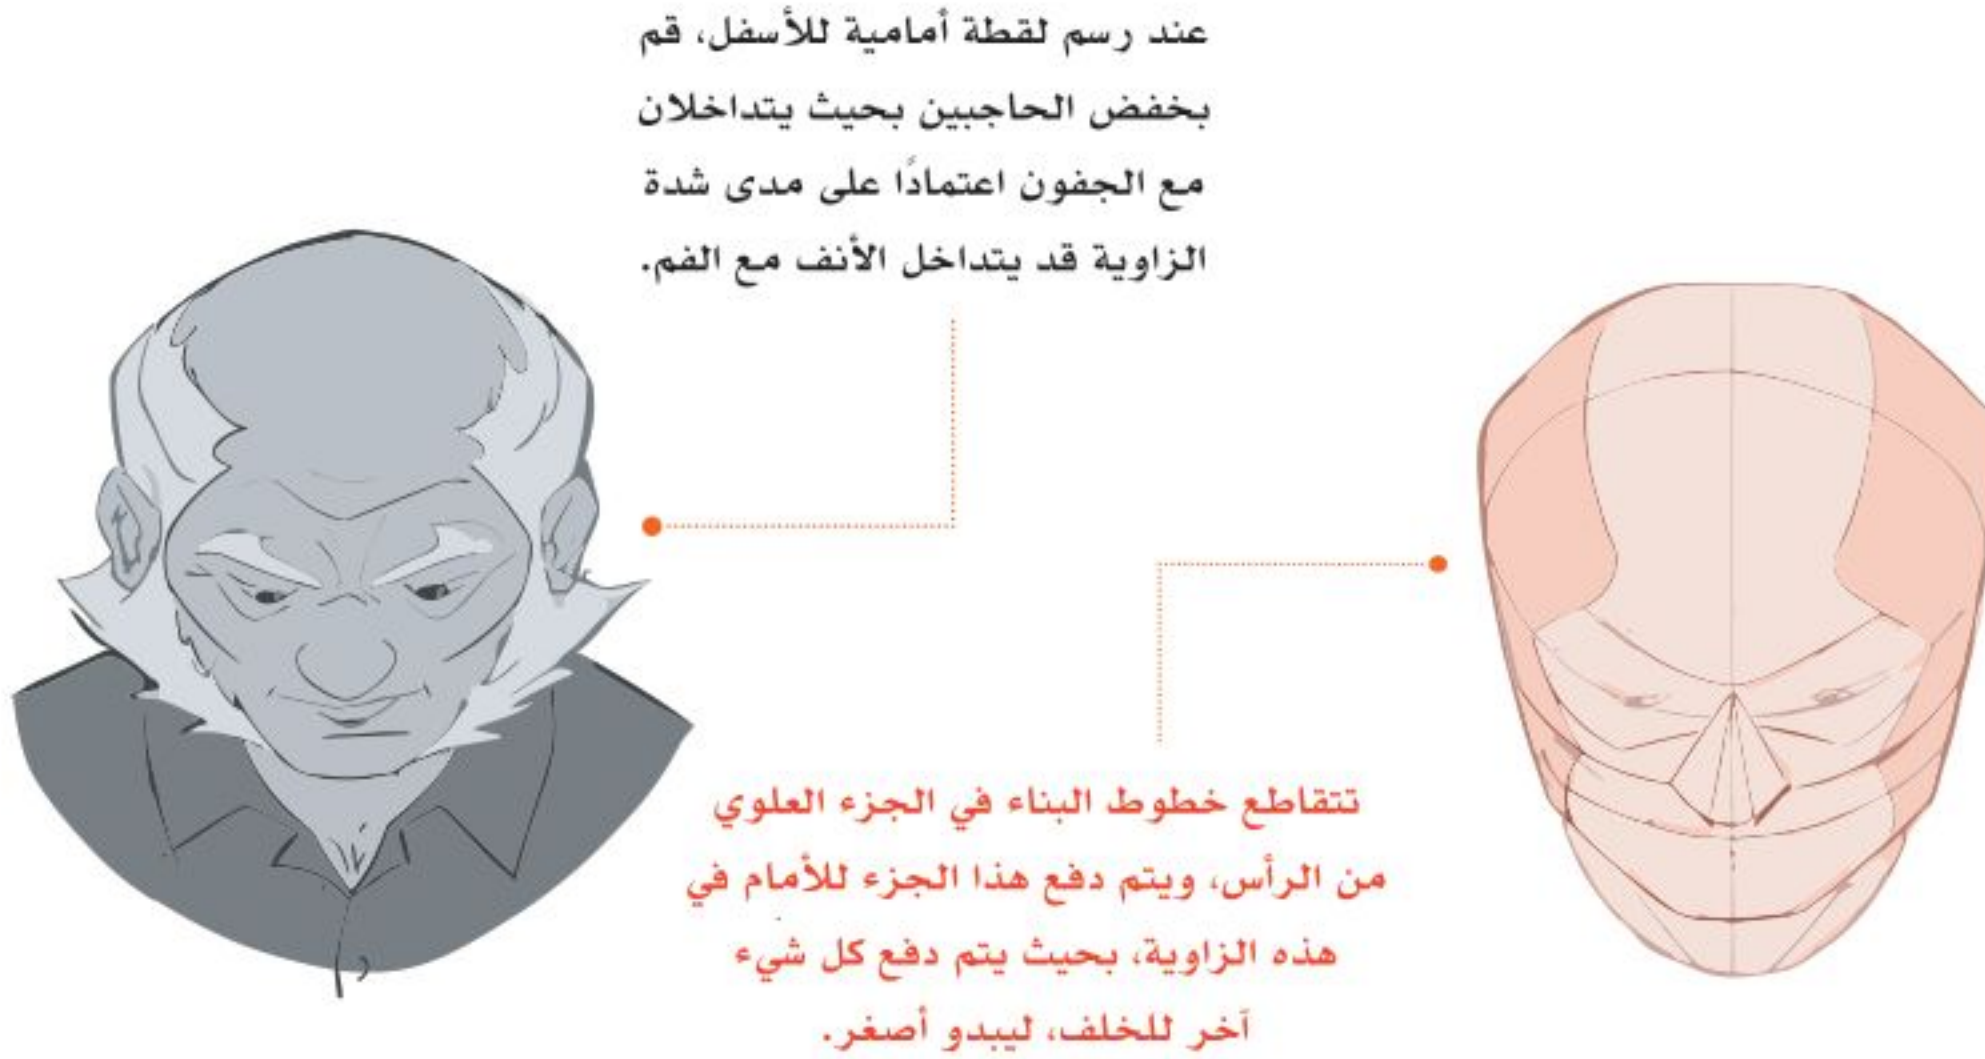 عند رسم لقطة أمامية للأسفل، قم
بخفض الحاجبين بحيث يتداخلان
مع الجفون اعتمادًا على مدى شدة
الزاوية قد يتداخل الأنف مع الفم.
تتقاطع خطوط البناء في الجزء العلوي
من الرأس، ويتم دفع هذا الجزء للأمام في
هذه الزاوية، بحيث يتم دفع كل شيء
آخر للخلف، ليبدو أصغر.